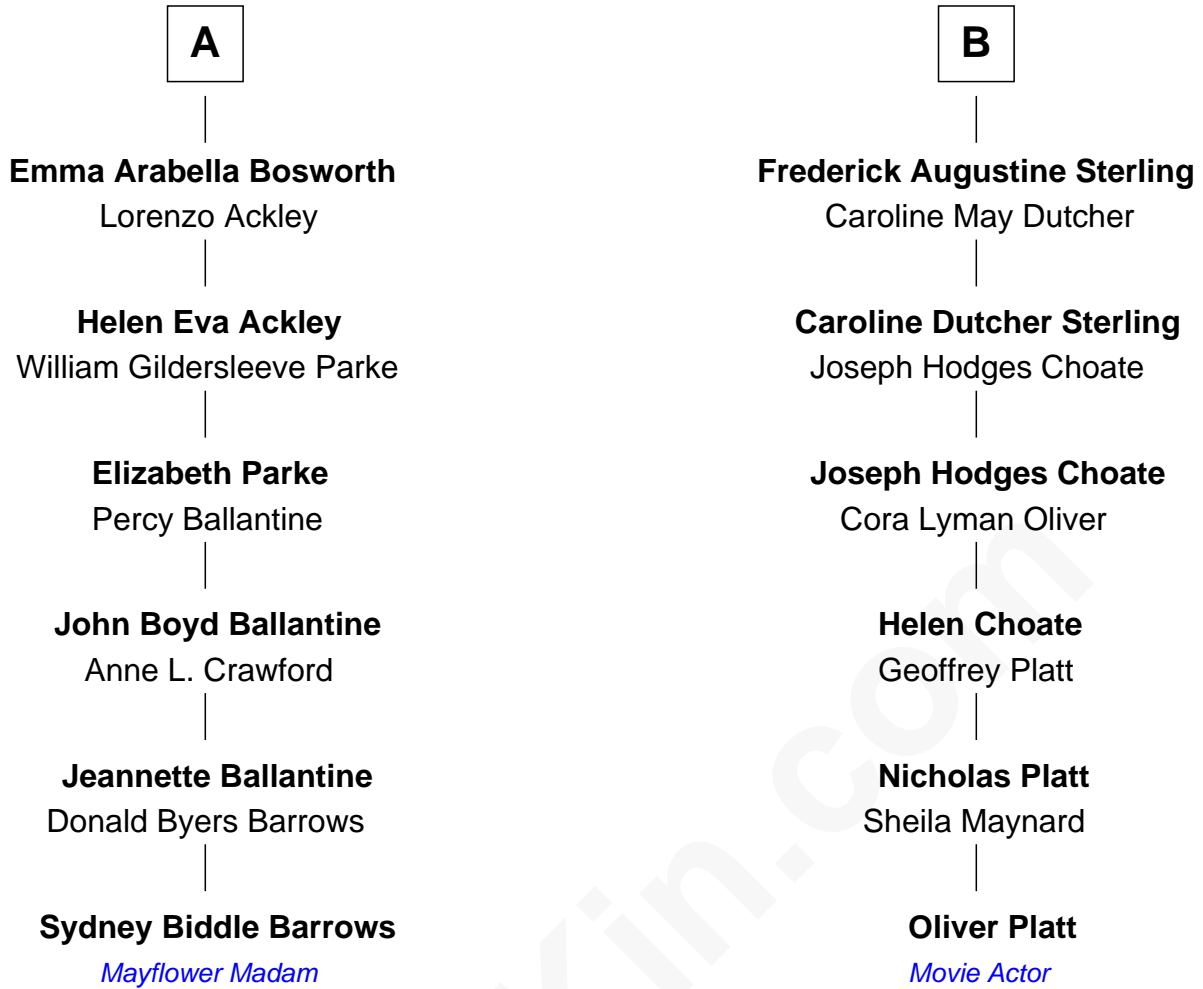 A
Emma Arabella Bosworth
Lorenzo Ackley
Helen Eva Ackley
William Gildersleeve Parke
Elizabeth Parke
Percy Ballantine
John Boyd Ballantine
Anne L. Crawford
Jeannette Ballantine
Donald Byers Barrows
Sydney Biddle Barrows
Mayflower Madam
B
Frederick Augustine Sterling
Caroline May Dutcher
Caroline Dutcher Sterling
Joseph Hodges Choate
Joseph Hodges Choate
Cora Lyman Oliver
Helen Choate
Geoffrey Platt
Nicholas Platt
Sheila Maynard
Oliver Platt
Movie Actor
Kin.com